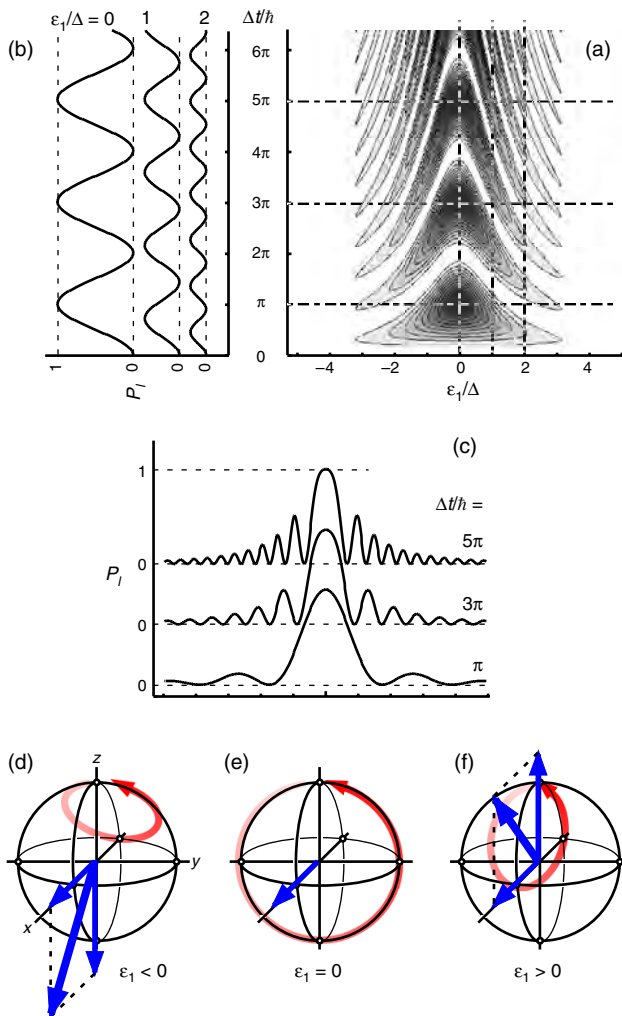 (b)
ε₁/Δ = 0
1
2
Δt/ħ
(a)
6π
5π
4π
3π
2π
π
0
1
0
0
0
P_l
−4
−2
0
2
4
ε₁/Δ
(c)
1
Δt/ħ =
5π
0
P_l
3π
0
π
0
(d)
z
(e)
(f)
y
x
ε₁ < 0
ε₁ = 0
ε₁ > 0